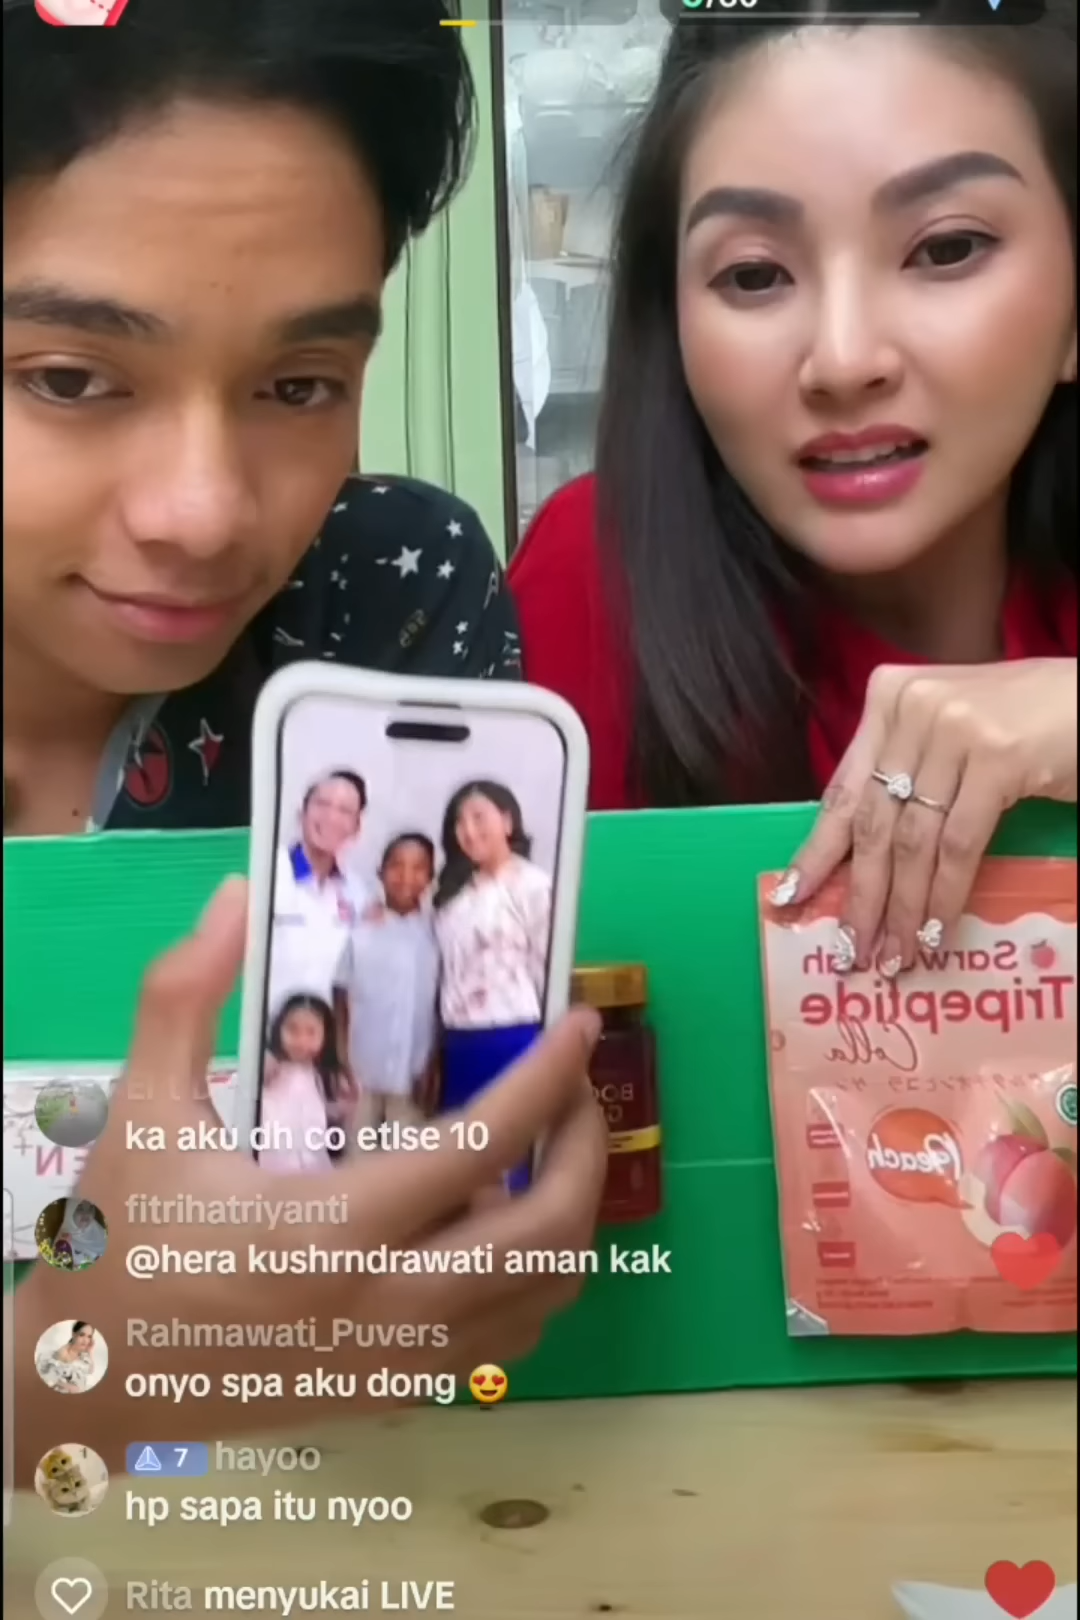 ka aku dh co etlse 10
fitrihatriyanti
@hera kushrndrawati aman kak
Rahmawati_Puvers
onyo spa aku dong 😍
7 hayoo
hp sapa itu nyoo
Rita menyukai LIVE
Tripeptide
Colla
Peach